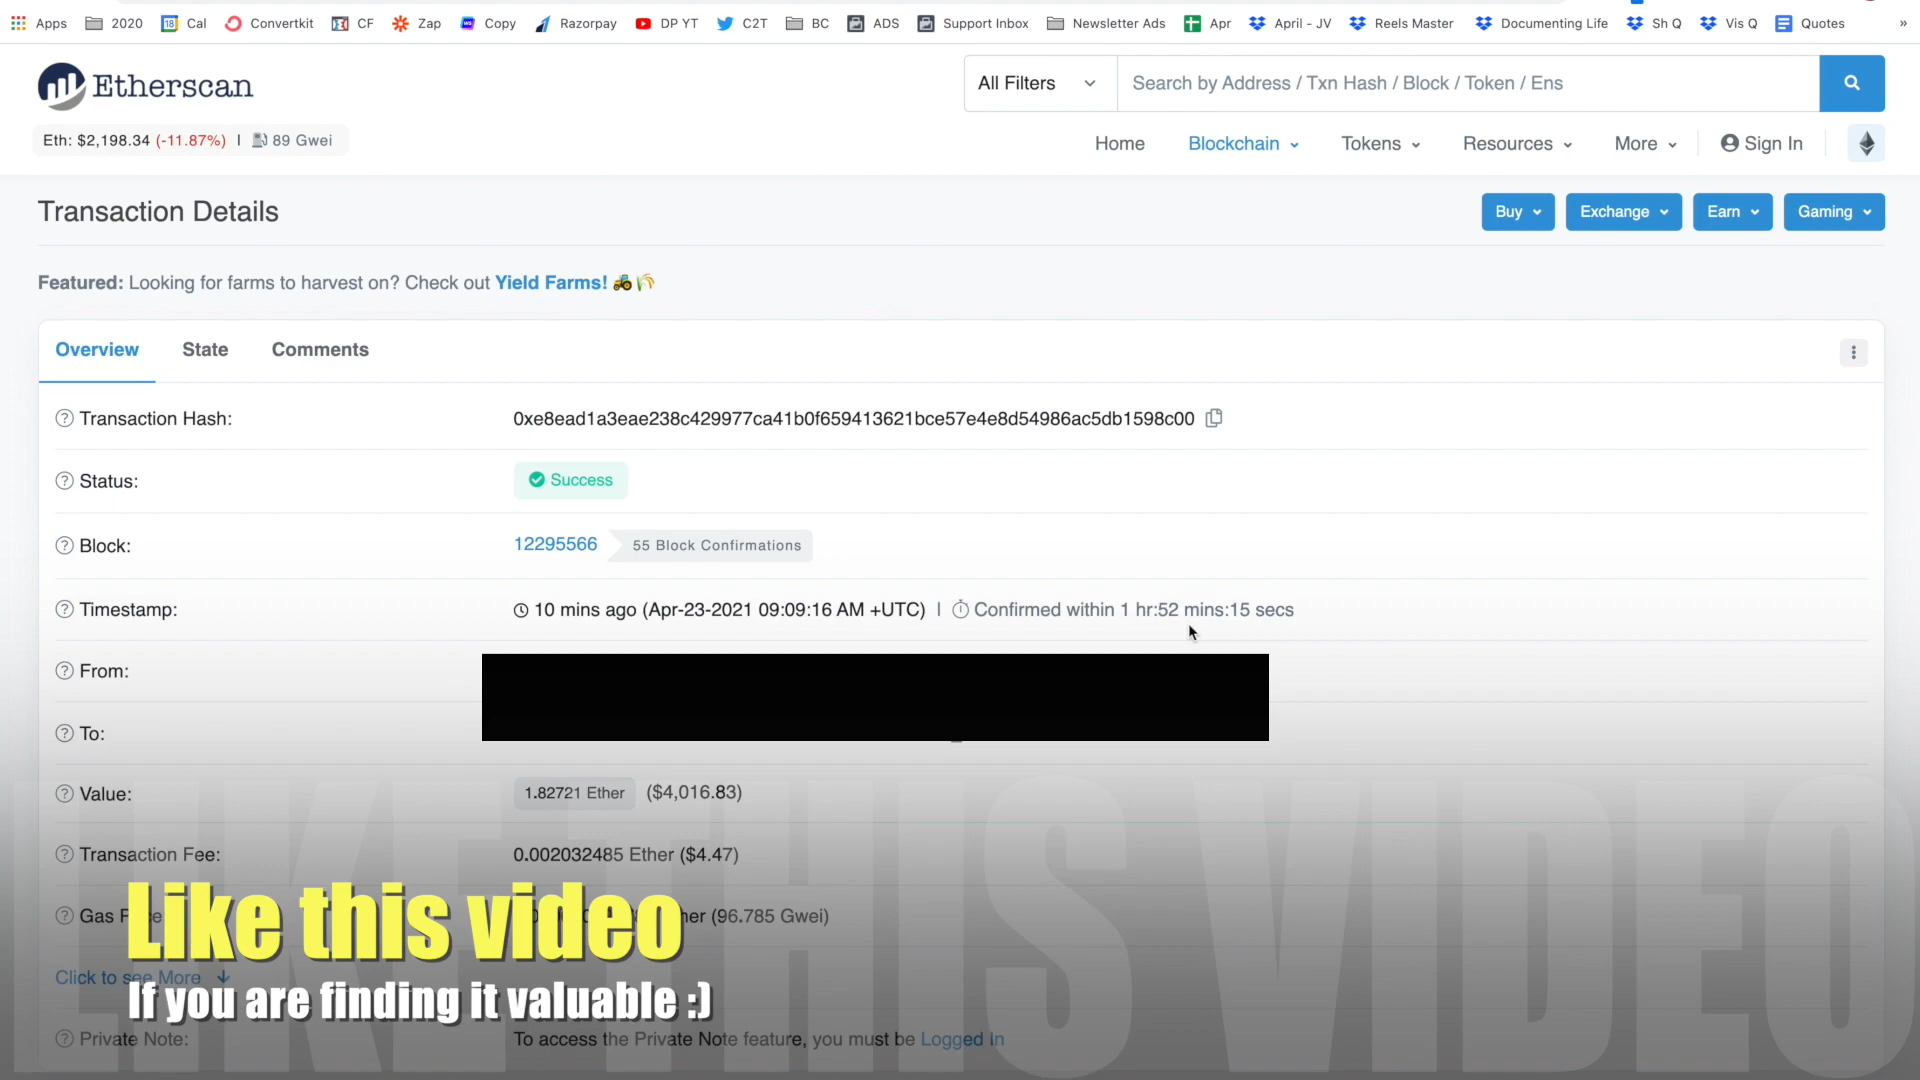 Apps 2020 Cal Convertkit CF Zap Copy Razorpay DP YT C2T BC ADS Support Inbox Newsletter Ads Apr April - JV Reels Master Documenting Life Sh Q Vis Q Quotes »
Etherscan
All Filters Search by Address / Txn Hash / Block / Token / Ens
Eth: $2,198.34 (-11.87%) | 89 Gwei
Home Blockchain Tokens Resources More Sign In
Transaction Details
Buy Exchange Earn Gaming
Featured: Looking for farms to harvest on? Check out Yield Farms!
Overview State Comments
Transaction Hash: 0xe8ead1a3eae238c429977ca41b0f659413621bce57e4e8d54986ac5db1598c00
Status: Success
Block: 12295566 55 Block Confirmations
Timestamp: 10 mins ago (Apr-23-2021 09:09:16 AM +UTC) | Confirmed within 1 hr:52 mins:15 secs
From:
To:
Value: 1.82721 Ether ($4,016.83)
Transaction Fee: 0.002032485 Ether ($4.47)
Gas (96.785 Gwei)
Like this video
Click to see More
If you are finding it valuable :)
Private Note: To access the Private Note feature, you must be Logged In
LIKE THIS VIDEO